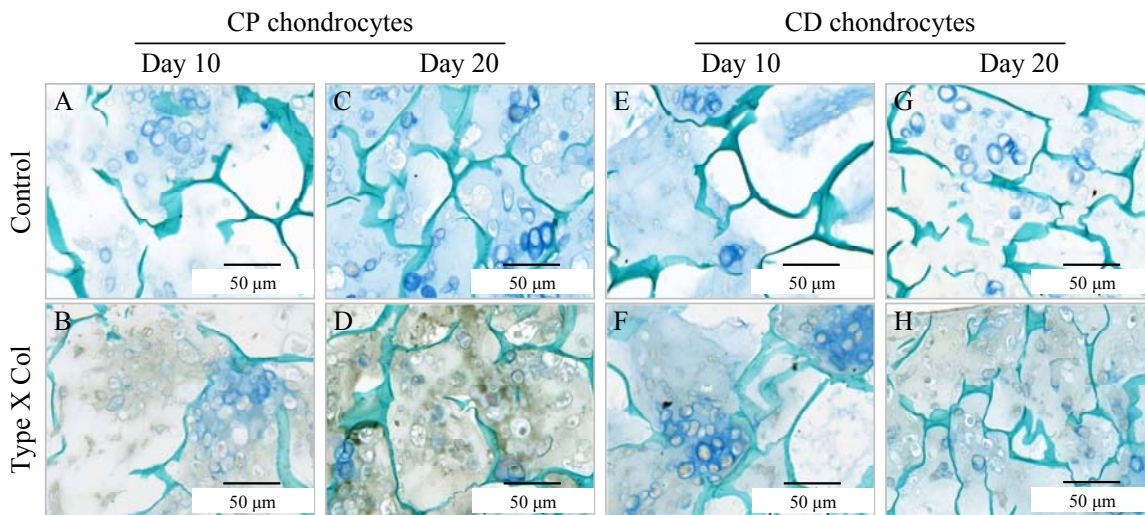 CP chondrocytes CD chondrocytes
Day 10 Day 20 Day 10 Day 20
Control
A C E G
50 μm 50 μm 50 μm 50 μm
Type X Col
B D F H
50 μm 50 μm 50 μm 50 μm